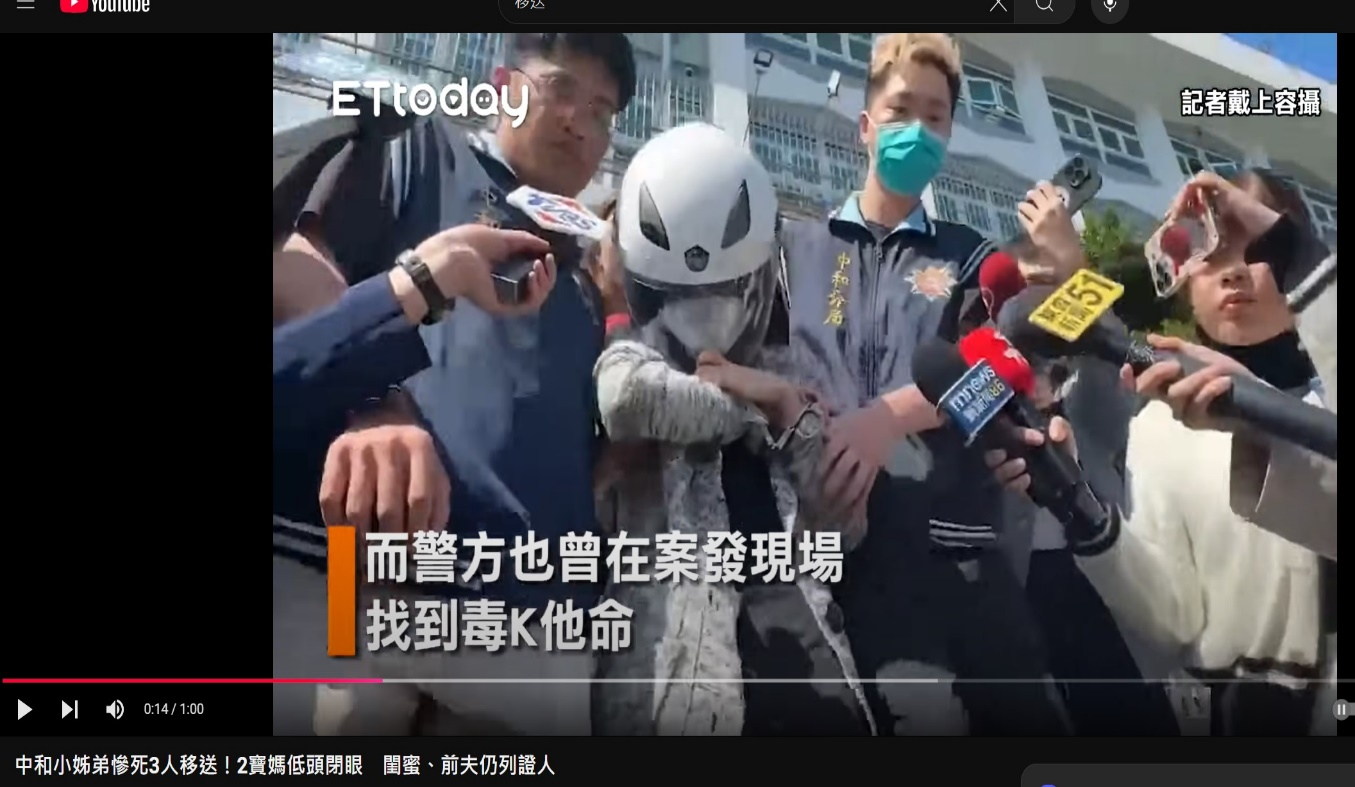 YouTube
移送
ETtoday
記者戴上容攝
TVBS
中和分局
51
mnews
而警方也曾在案發現場
找到毒K他命
0:14 / 1:00
中和小姊弟慘死3人移送！2寶媽低頭閉眼　閨蜜、前夫仍列證人